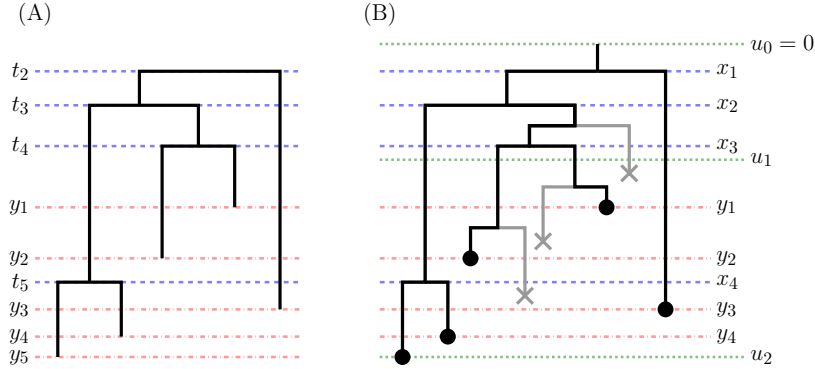 (A)
t₂
t₃
t₄
y₁
y₂
t₅
y₃
y₄
y₅
(B)
u₀ = 0
x₁
x₂
x₃
u₁
y₁
y₂
x₄
y₃
y₄
u₂